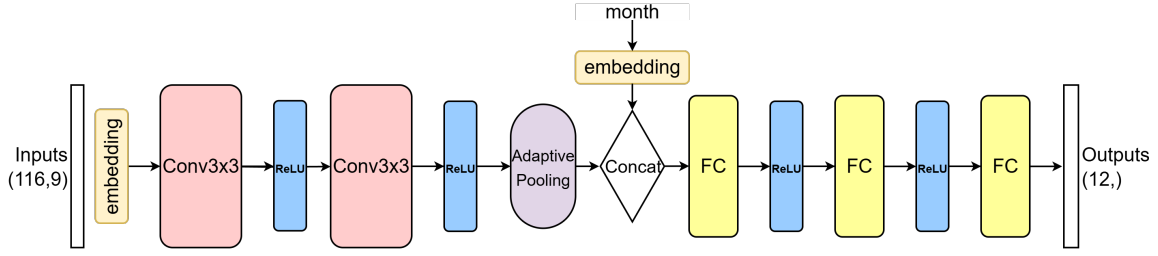 month
embedding
Inputs
(116,9)
embedding
Conv3x3
ReLU
Conv3x3
ReLU
Adaptive
Pooling
Concat
FC
ReLU
FC
ReLU
FC
Outputs
(12,)